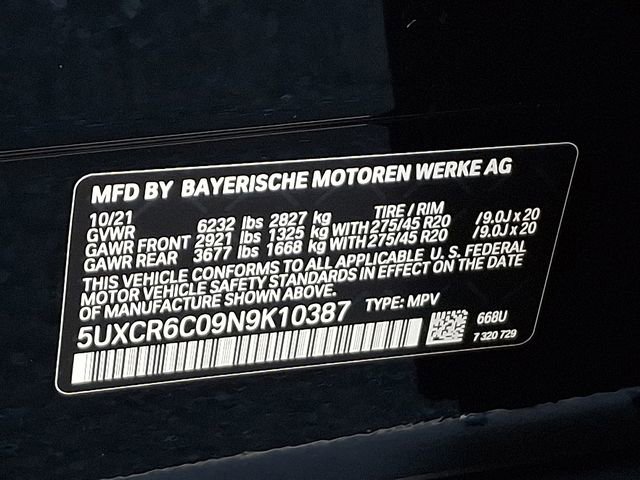 MFD BY BAYERISCHE MOTOREN WERKE AG
10/21 TIRE / RIM
GVWR 6232 lbs 2827 kg
GAWR FRONT 2921 lbs 1325 kg WITH 275/45 R20 /9.0J x 20
GAWR REAR 3677 lbs 1668 kg WITH 275/45 R20 /9.0J x 20
THIS VEHICLE CONFORMS TO ALL APPLICABLE U. S. FEDERAL
MOTOR VEHICLE SAFETY STANDARDS IN EFFECT ON THE DATE
OF MANUFACTURE SHOWN ABOVE.
5UXCR6C09N9K10387 TYPE: MPV
668U
7 320 729